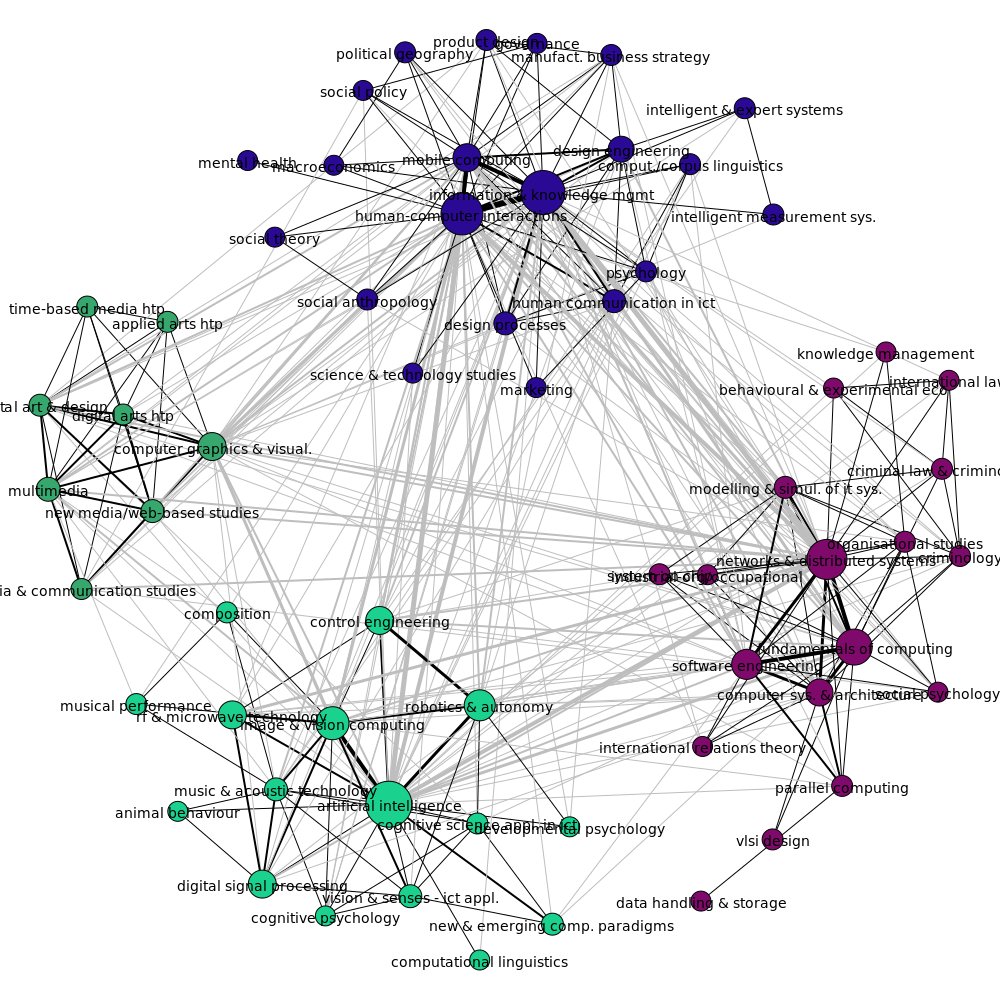 product design
governance
political geography
manufact. business strategy
social policy
intelligent & expert systems
design engineering
mental health
macroeconomics
mobile computing
comput./corpus linguistics
information & knowledge mgmt
human-computer interactions
intelligent measurement sys.
social theory
psychology
social anthropology
human communication in ict
time-based media htp
applied arts htp
design processes
knowledge management
science & technology studies
marketing
behavioural & experimental eco
international law
tal art & design
digital arts htp
computer graphics & visual.
criminal law & crimino
multimedia
modelling & simul. of it sys.
new media/web-based studies
organisational studies
networks & distributed systems
criminology
system on chip
industrial-org/occupational
ia & communication studies
composition
control engineering
fundamentals of computing
software engineering
computer sys. & architecture
social psychology
musical performance
rf & microwave technology
image & vision computing
robotics & autonomy
international relations theory
music & acoustic technology
parallel computing
artificial intelligence
animal behaviour
cognitive science appl. in ict
developmental psychology
vlsi design
digital signal processing
vision & senses - ict appl.
data handling & storage
cognitive psychology
new & emerging comp. paradigms
computational linguistics